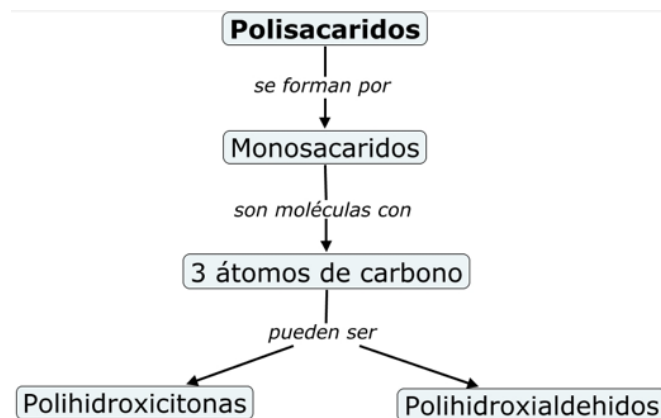 Polisacaridos
se forman por
Monosacaridos
son moléculas con
3 átomos de carbono
pueden ser
Polihidroxicitonas
Polihidroxialdehidos